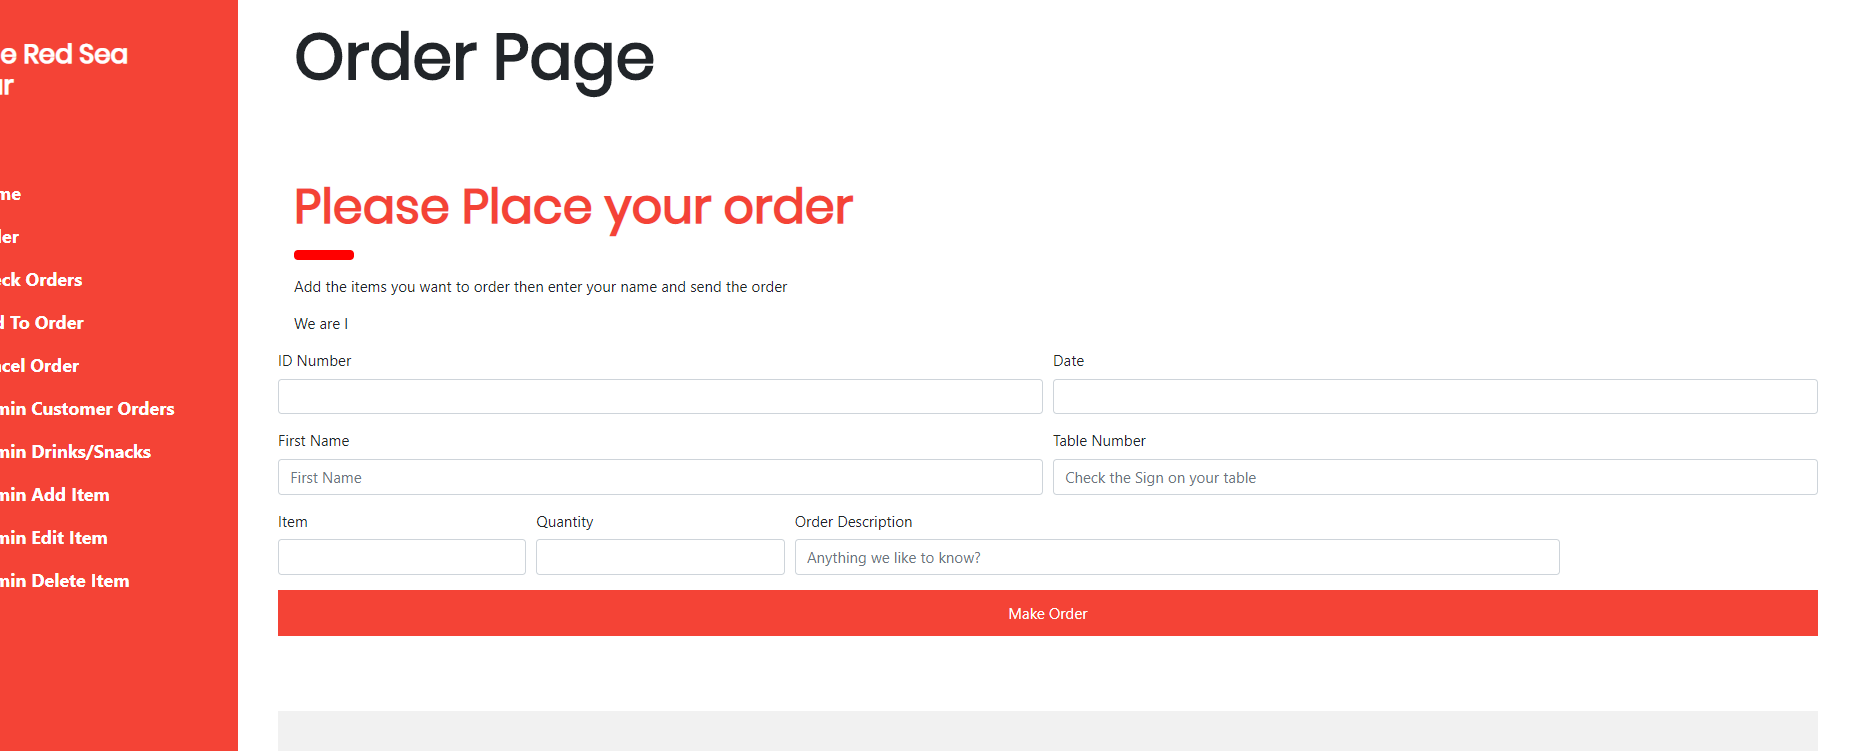 e Red Sea
ar
Order Page
me
der
eck Orders
d To Order
ncel Order
min Customer Orders
min Drinks/Snacks
min Add Item
min Edit Item
min Delete Item
Please Place your order
Add the items you want to order then enter your name and send the order
We are I
ID Number
Date
First Name
Table Number
First Name
Check the Sign on your table
Item
Quantity
Order Description
Anything we like to know?
Make Order